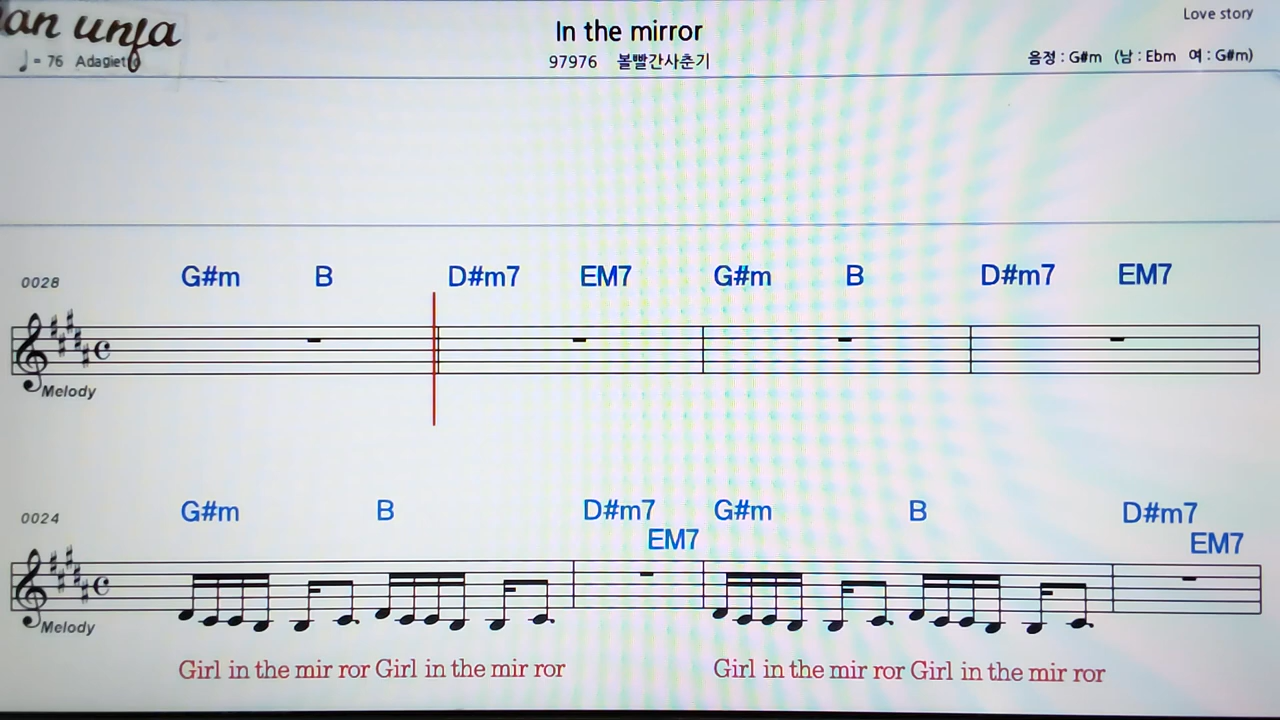 an unja
♩= 76 Adagiet
In the mirror
97976 볼빨간사춘기
Love story
음정 : G#m (남 : Ebm 여 : G#m)
0028
G#m B D#m7 EM7 G#m B D#m7 EM7
Melody
0024
G#m B D#m7 EM7 G#m B D#m7 EM7
Melody
Girl in the mir ror Girl in the mir ror Girl in the mir ror Girl in the mir ror